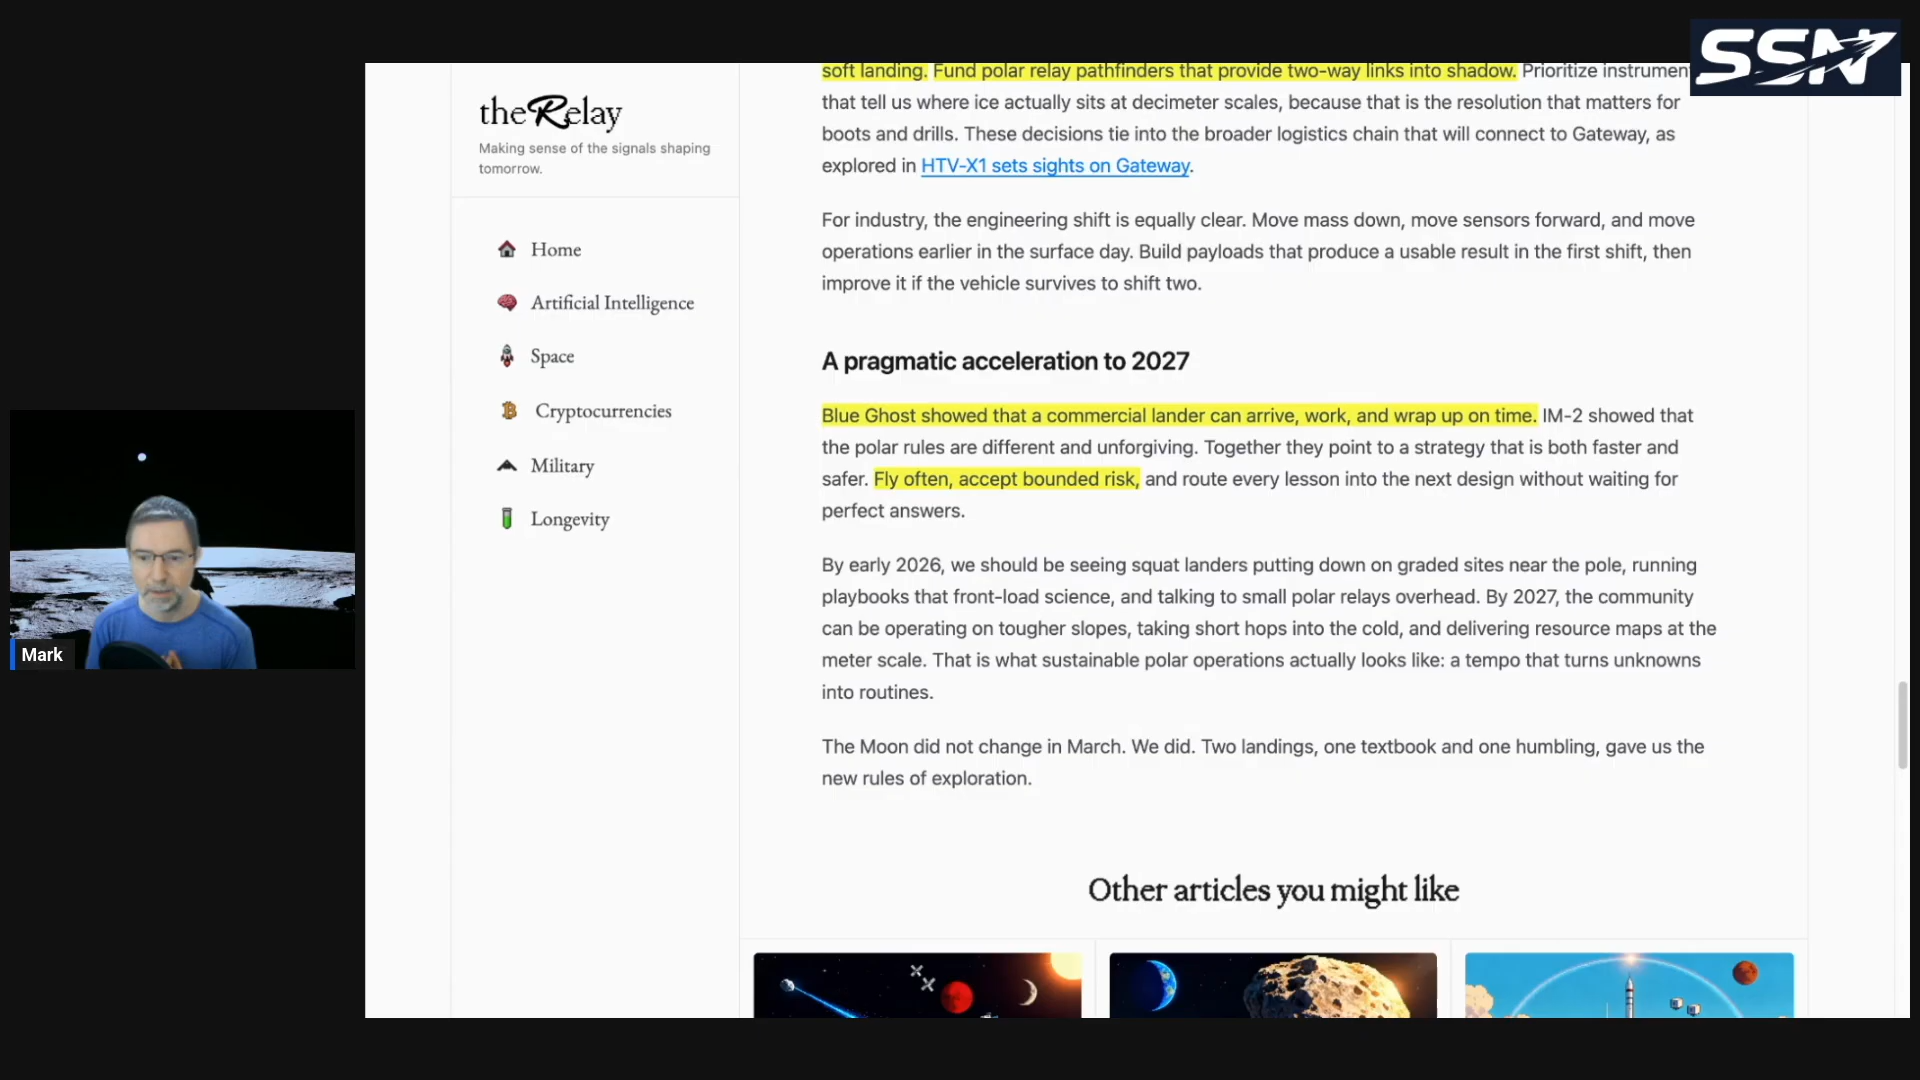 SSN
soft landing. Fund polar relay pathfinders that provide two-way links into shadow. Prioritize
that tell us where ice actually sits at decimeter scales, because that is the resolution that matters for
boots and drills. These decisions tie into the broader logistics chain that will connect to Gateway, as
explored in HTV-X1 sets sights on Gateway.
For industry, the engineering shift is equally clear. Move mass down, move sensors forward, and move
operations earlier in the surface day. Build payloads that produce a usable result in the first shift, then
improve it if the vehicle survives to shift two.
A pragmatic acceleration to 2027
Blue Ghost showed that a commercial lander can arrive, work, and wrap up on time. IM-2 showed that
the polar rules are different and unforgiving. Together they point to a strategy that is both faster and
safer. Fly often, accept bounded risk, and route every lesson into the next design without waiting for
perfect answers.
By early 2026, we should be seeing squat landers putting down on graded sites near the pole, running
playbooks that front-load science, and talking to small polar relays overhead. By 2027, the community
can be operating on tougher slopes, taking short hops into the cold, and delivering resource maps at the
meter scale. That is what sustainable polar operations actually looks like: a tempo that turns unknowns
into routines.
The Moon did not change in March. We did. Two landings, one textbook and one humbling, gave us the
new rules of exploration.
Other articles you might like
theRelay
Making sense of the signals shaping
tomorrow.
Home
Artificial Intelligence
Space
Cryptocurrencies
Military
Longevity
Mark